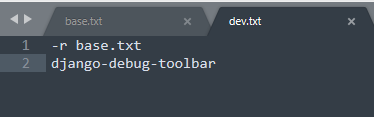 base.txt × dev.txt ×
1 -r base.txt
2 django-debug-toolbar